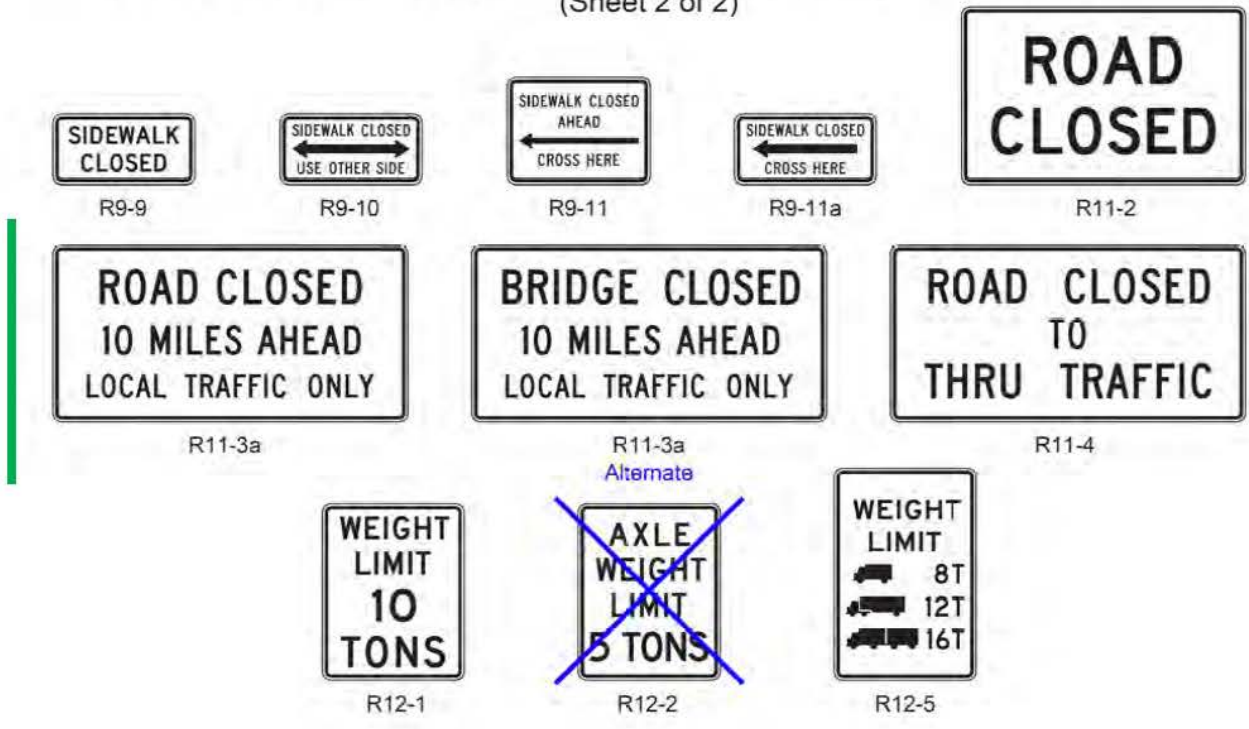 (Sheet 2 of 2)
SIDEWALK
CLOSED
R9-9
SIDEWALK CLOSED
USE OTHER SIDE
R9-10
SIDEWALK CLOSED
AHEAD
CROSS HERE
R9-11
SIDEWALK CLOSED
CROSS HERE
R9-11a
ROAD
CLOSED
R11-2
ROAD CLOSED
10 MILES AHEAD
LOCAL TRAFFIC ONLY
R11-3a
BRIDGE CLOSED
10 MILES AHEAD
LOCAL TRAFFIC ONLY
R11-3a
Alternate
ROAD CLOSED
TO
THRU TRAFFIC
R11-4
WEIGHT
LIMIT
10
TONS
R12-1
AXLE
WEIGHT
LIMIT
5 TONS
R12-2
WEIGHT
LIMIT
8T
12T
16T
R12-5